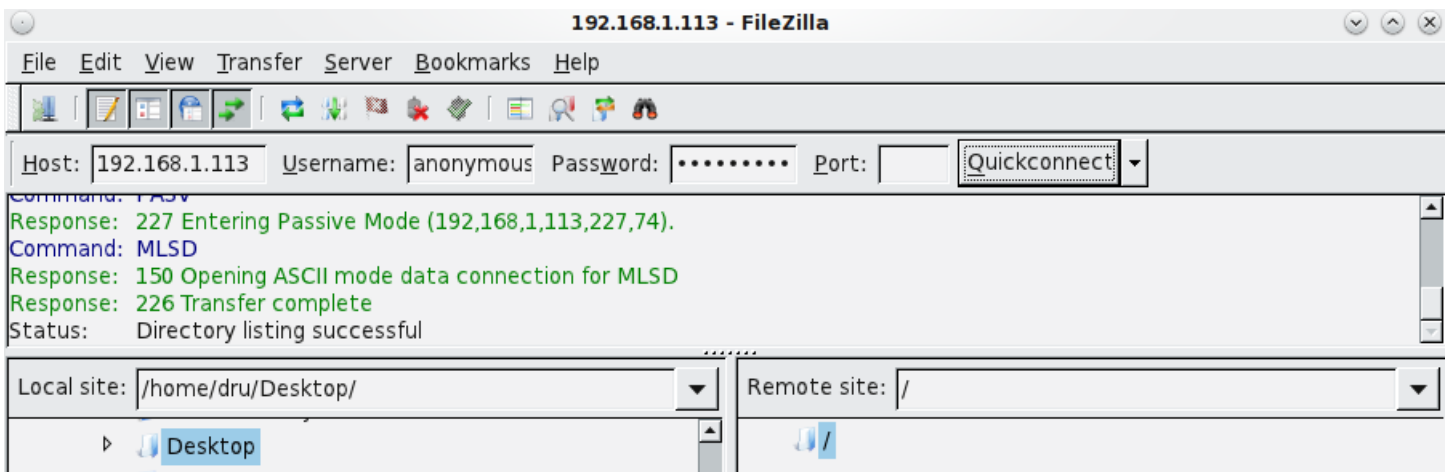 192.168.1.113 - FileZilla
File Edit View Transfer Server Bookmarks Help
Host: 192.168.1.113 Username: anonymous Password: ••••••••• Port: Quickconnect
Command: PASV
Response: 227 Entering Passive Mode (192,168,1,113,227,74).
Command: MLSD
Response: 150 Opening ASCII mode data connection for MLSD
Response: 226 Transfer complete
Status: Directory listing successful
Local site: /home/dru/Desktop/
Remote site: /
Desktop
/